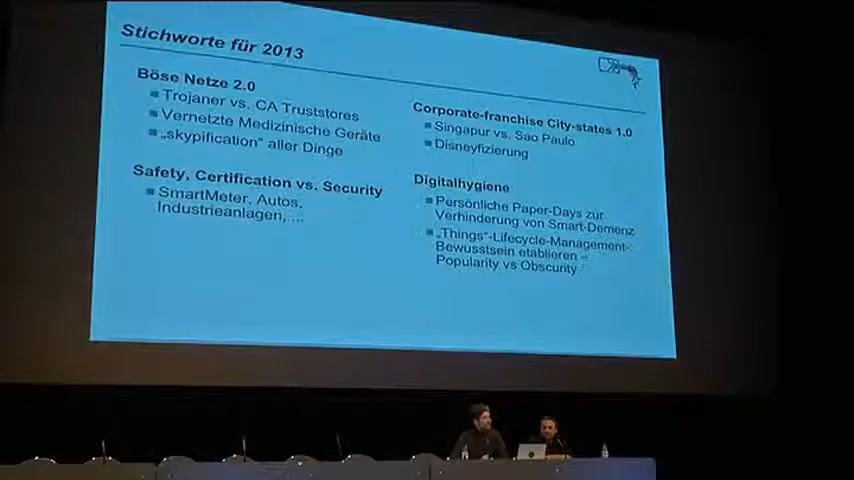 Stichworte für 2013
Böse Netze 2.0
Trojaner vs. CA Truststores
Vernetzte Medizinische Geräte
„skypification“ aller Dinge
Safety, Certification vs. Security
SmartMeter, Autos,
Industrieanlagen, ...
Corporate-franchise City-states 1.0
Singapur vs. Sao Paulo
Disneyfizierung
Digitalhygiene
Persönliche Paper-Days zur
Verhinderung von Smart-Demenz
„Things“-Lifecycle-Management-
Bewusstsein etablieren –
Popularity vs Obscurity